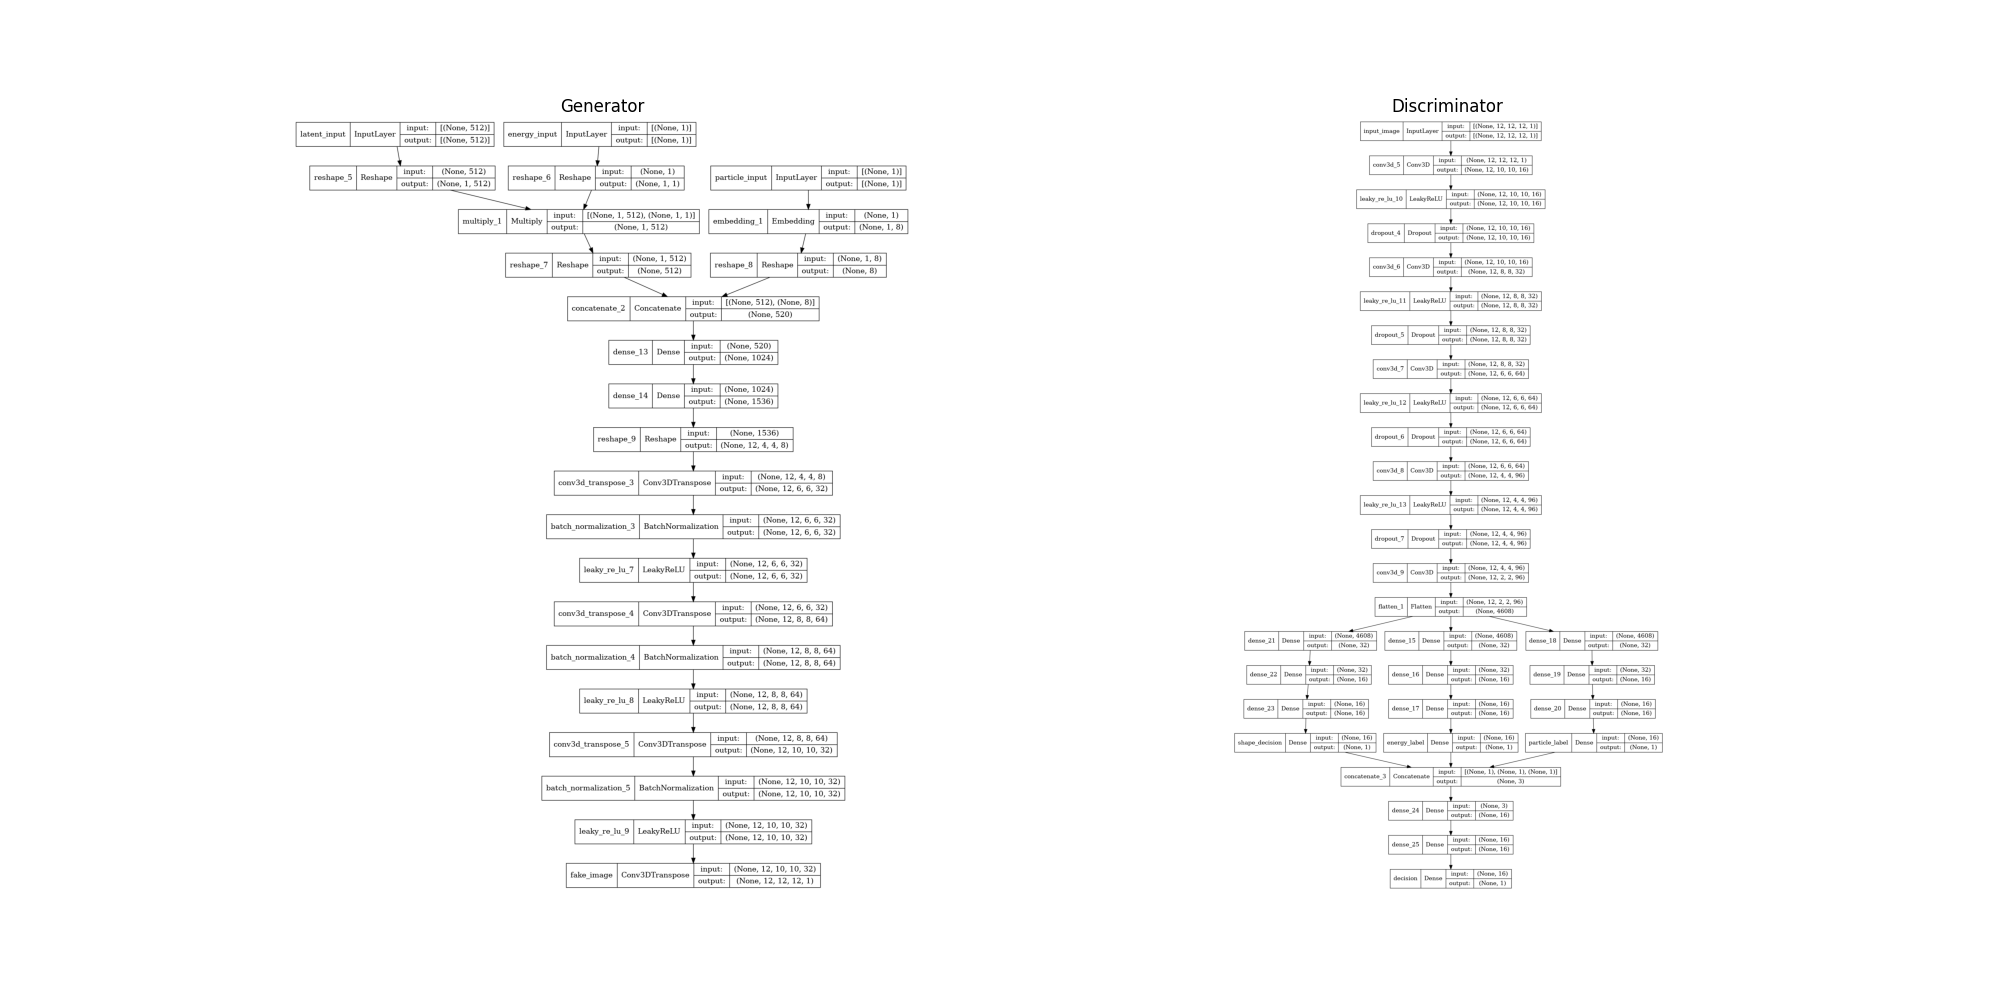 Generator
latent_input InputLayer input: [(None, 512)]
output: [(None, 512)]
energy_input InputLayer input: [(None, 1)]
output: [(None, 1)]
reshape_5 Reshape input: (None, 512)
output: (None, 1, 512)
reshape_6 Reshape input: (None, 1)
output: (None, 1, 1)
particle_input InputLayer input: [(None, 1)]
output: [(None, 1)]
multiply_1 Multiply input: [(None, 1, 512), (None, 1, 1)]
output: (None, 1, 512)
embedding_1 Embedding input: (None, 1)
output: (None, 1, 8)
reshape_7 Reshape input: (None, 1, 512)
output: (None, 512)
reshape_8 Reshape input: (None, 1, 8)
output: (None, 8)
concatenate_2 Concatenate input: [(None, 512), (None, 8)]
output: (None, 520)
dense_13 Dense input: (None, 520)
output: (None, 1024)
dense_14 Dense input: (None, 1024)
output: (None, 1536)
reshape_9 Reshape input: (None, 1536)
output: (None, 12, 4, 4, 8)
conv3d_transpose_3 Conv3DTranspose input: (None, 12, 4, 4, 8)
output: (None, 12, 6, 6, 32)
batch_normalization_3 BatchNormalization input: (None, 12, 6, 6, 32)
output: (None, 12, 6, 6, 32)
leaky_re_lu_7 LeakyReLU input: (None, 12, 6, 6, 32)
output: (None, 12, 6, 6, 32)
conv3d_transpose_4 Conv3DTranspose input: (None, 12, 6, 6, 32)
output: (None, 12, 8, 8, 64)
batch_normalization_4 BatchNormalization input: (None, 12, 8, 8, 64)
output: (None, 12, 8, 8, 64)
leaky_re_lu_8 LeakyReLU input: (None, 12, 8, 8, 64)
output: (None, 12, 8, 8, 64)
conv3d_transpose_5 Conv3DTranspose input: (None, 12, 8, 8, 64)
output: (None, 12, 10, 10, 32)
batch_normalization_5 BatchNormalization input: (None, 12, 10, 10, 32)
output: (None, 12, 10, 10, 32)
leaky_re_lu_9 LeakyReLU input: (None, 12, 10, 10, 32)
output: (None, 12, 10, 10, 32)
fake_image Conv3DTranspose input: (None, 12, 10, 10, 32)
output: (None, 12, 12, 12, 1)
Discriminator
input_image InputLayer input: [(None, 12, 12, 12, 1)]
output: [(None, 12, 12, 12, 1)]
conv3d_5 Conv3D input: (None, 12, 12, 12, 1)
output: (None, 12, 10, 10, 16)
leaky_re_lu_10 LeakyReLU input: (None, 12, 10, 10, 16)
output: (None, 12, 10, 10, 16)
dropout_4 Dropout input: (None, 12, 10, 10, 16)
output: (None, 12, 10, 10, 16)
conv3d_6 Conv3D input: (None, 12, 10, 10, 16)
output: (None, 12, 8, 8, 32)
leaky_re_lu_11 LeakyReLU input: (None, 12, 8, 8, 32)
output: (None, 12, 8, 8, 32)
dropout_5 Dropout input: (None, 12, 8, 8, 32)
output: (None, 12, 8, 8, 32)
conv3d_7 Conv3D input: (None, 12, 8, 8, 32)
output: (None, 12, 6, 6, 64)
leaky_re_lu_12 LeakyReLU input: (None, 12, 6, 6, 64)
output: (None, 12, 6, 6, 64)
dropout_6 Dropout input: (None, 12, 6, 6, 64)
output: (None, 12, 6, 6, 64)
conv3d_8 Conv3D input: (None, 12, 6, 6, 64)
output: (None, 12, 4, 4, 96)
leaky_re_lu_13 LeakyReLU input: (None, 12, 4, 4, 96)
output: (None, 12, 4, 4, 96)
dropout_7 Dropout input: (None, 12, 4, 4, 96)
output: (None, 12, 4, 4, 96)
conv3d_9 Conv3D input: (None, 12, 4, 4, 96)
output: (None, 12, 2, 2, 96)
flatten_1 Flatten input: (None, 12, 2, 2, 96)
output: (None, 4608)
dense_21 Dense input: (None, 4608)
output: (None, 32)
dense_15 Dense input: (None, 4608)
output: (None, 32)
dense_18 Dense input: (None, 4608)
output: (None, 32)
dense_22 Dense input: (None, 32)
output: (None, 16)
dense_16 Dense input: (None, 32)
output: (None, 16)
dense_19 Dense input: (None, 32)
output: (None, 16)
dense_23 Dense input: (None, 16)
output: (None, 16)
dense_17 Dense input: (None, 16)
output: (None, 16)
dense_20 Dense input: (None, 16)
output: (None, 16)
shape_decision Dense input: (None, 16)
output: (None, 1)
energy_label Dense input: (None, 16)
output: (None, 1)
particle_label Dense input: (None, 16)
output: (None, 1)
concatenate_3 Concatenate input: [(None, 1), (None, 1), (None, 1)]
output: (None, 3)
dense_24 Dense input: (None, 3)
output: (None, 16)
dense_25 Dense input: (None, 16)
output: (None, 16)
decision Dense input: (None, 16)
output: (None, 1)